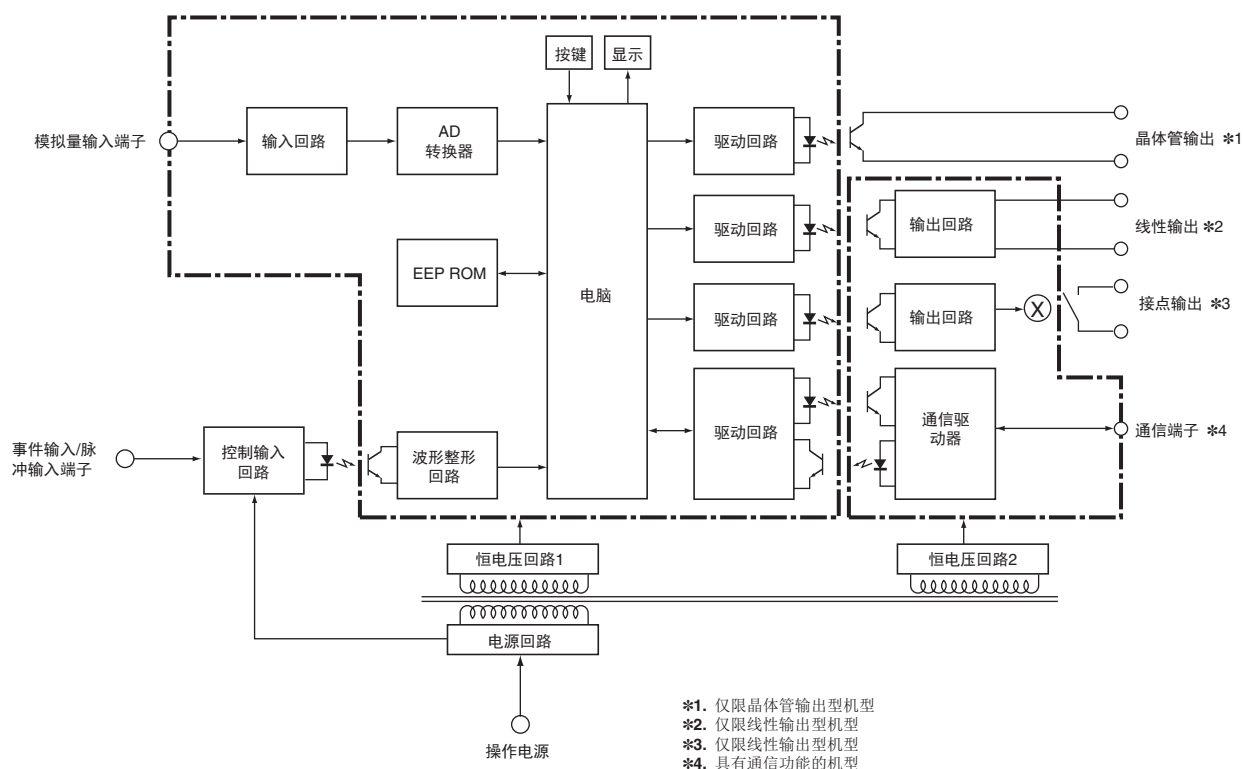 按键
显示
模拟量输入端子
输入回路
AD
转换器
驱动回路
晶体管输出 *1
驱动回路
输出回路
线性输出 *2
EEP ROM
电脑
驱动回路
输出回路
X
接点输出 *3
事件输入/脉
冲输入端子
控制输入
回路
波形整形
回路
驱动回路
通信驱
动器
通信端子 *4
恒电压回路1
恒电压回路2
电源回路
操作电源
*1. 仅限晶体管输出型机型
*2. 仅限线性输出型机型
*3. 仅限线性输出型机型
*4. 具有通信功能的机型